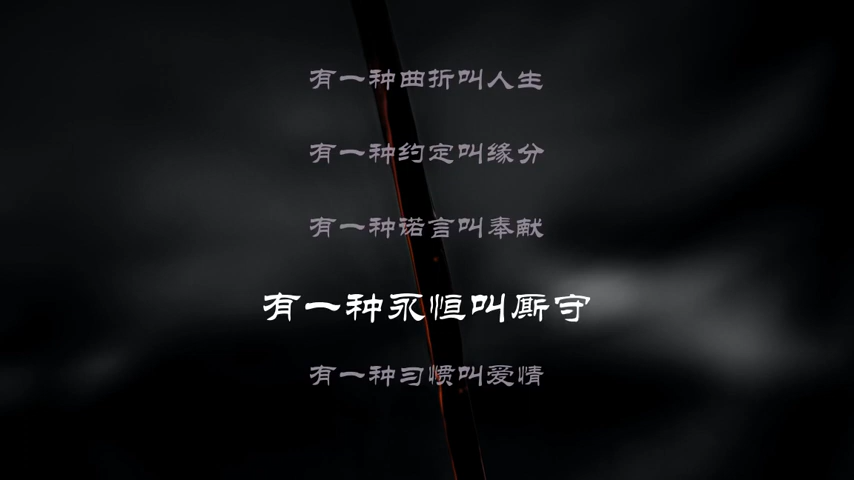 有一种曲折叫人生
有一种约定叫缘分
有一种诺言叫奉献
有一种永恒叫厮守
有一种习惯叫爱情